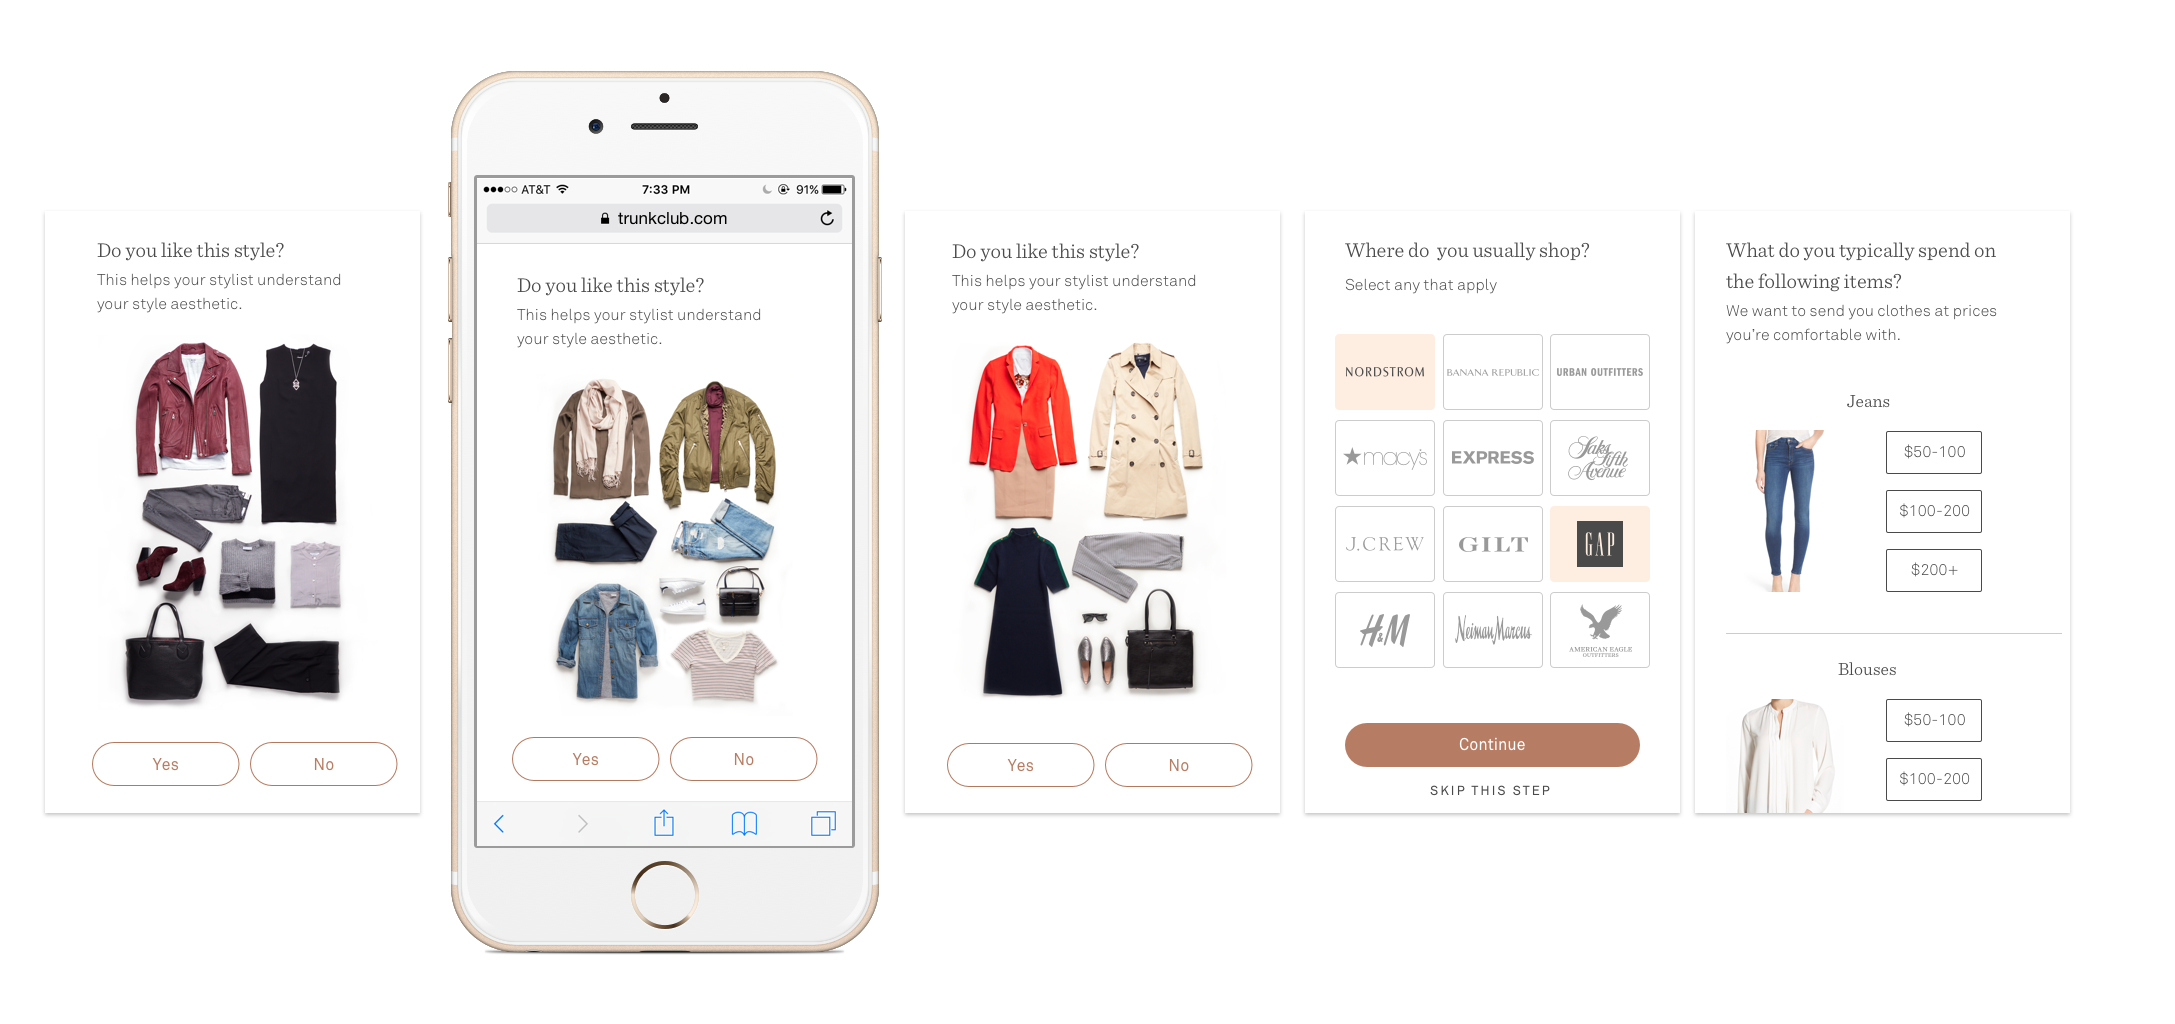 Do you like this style?
This helps your stylist understand
your style aesthetic.
Yes
No
AT&T
7:33 PM
91%
trunkclub.com
Do you like this style?
This helps your stylist understand
your style aesthetic.
Yes
No
Do you like this style?
This helps your stylist understand
your style aesthetic.
Yes
No
Where do you usually shop?
Select any that apply
NORDSTROM
BANANA REPUBLIC
URBAN OUTFITTERS
macy's
EXPRESS
Saks
Fifth
Avenue
J.CREW
GILT
GAP
H&M
Neiman Marcus
AMERICAN EAGLE
OUTFITTERS
Continue
SKIP THIS STEP
What do you typically spend on
the following items?
We want to send you clothes at prices
you're comfortable with.
Jeans
$50-100
$100-200
$200+
Blouses
$50-100
$100-200